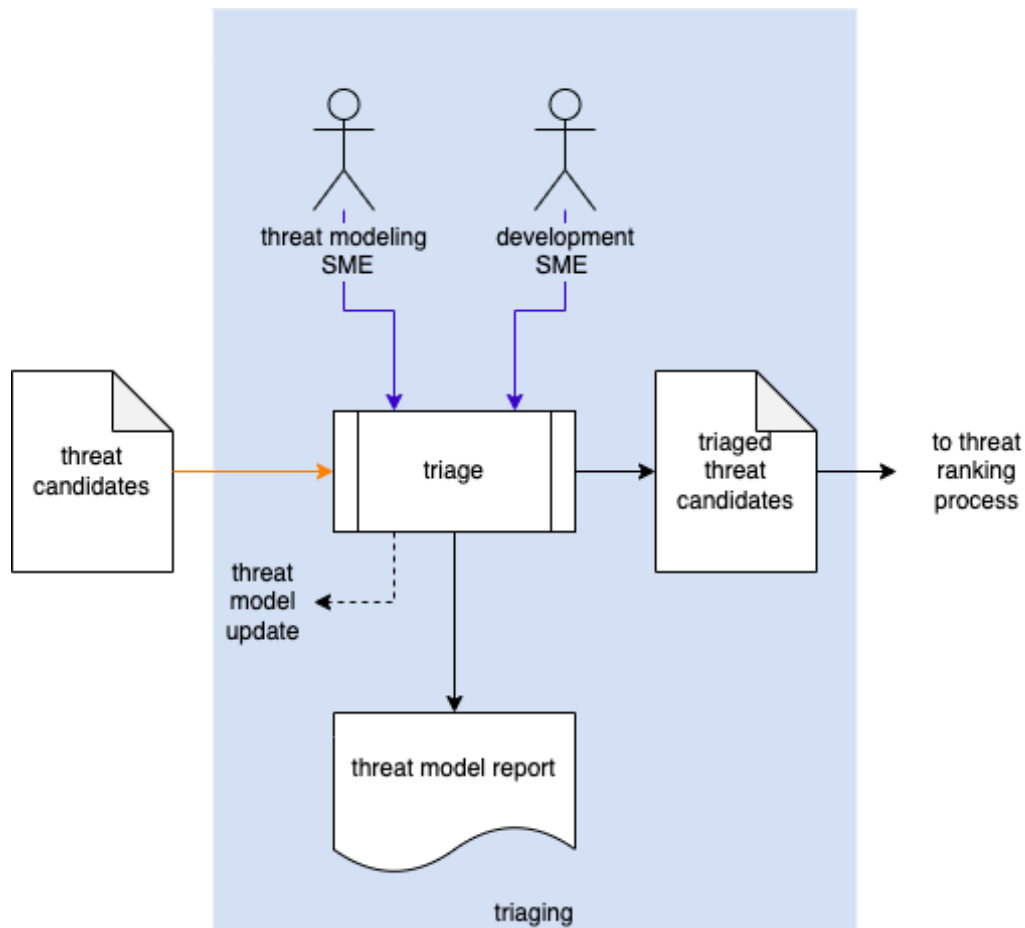 threat modeling
SME
development
SME
threat
candidates
triage
triaged
threat
candidates
to threat
ranking
process
threat
model
update
threat model report
triaging